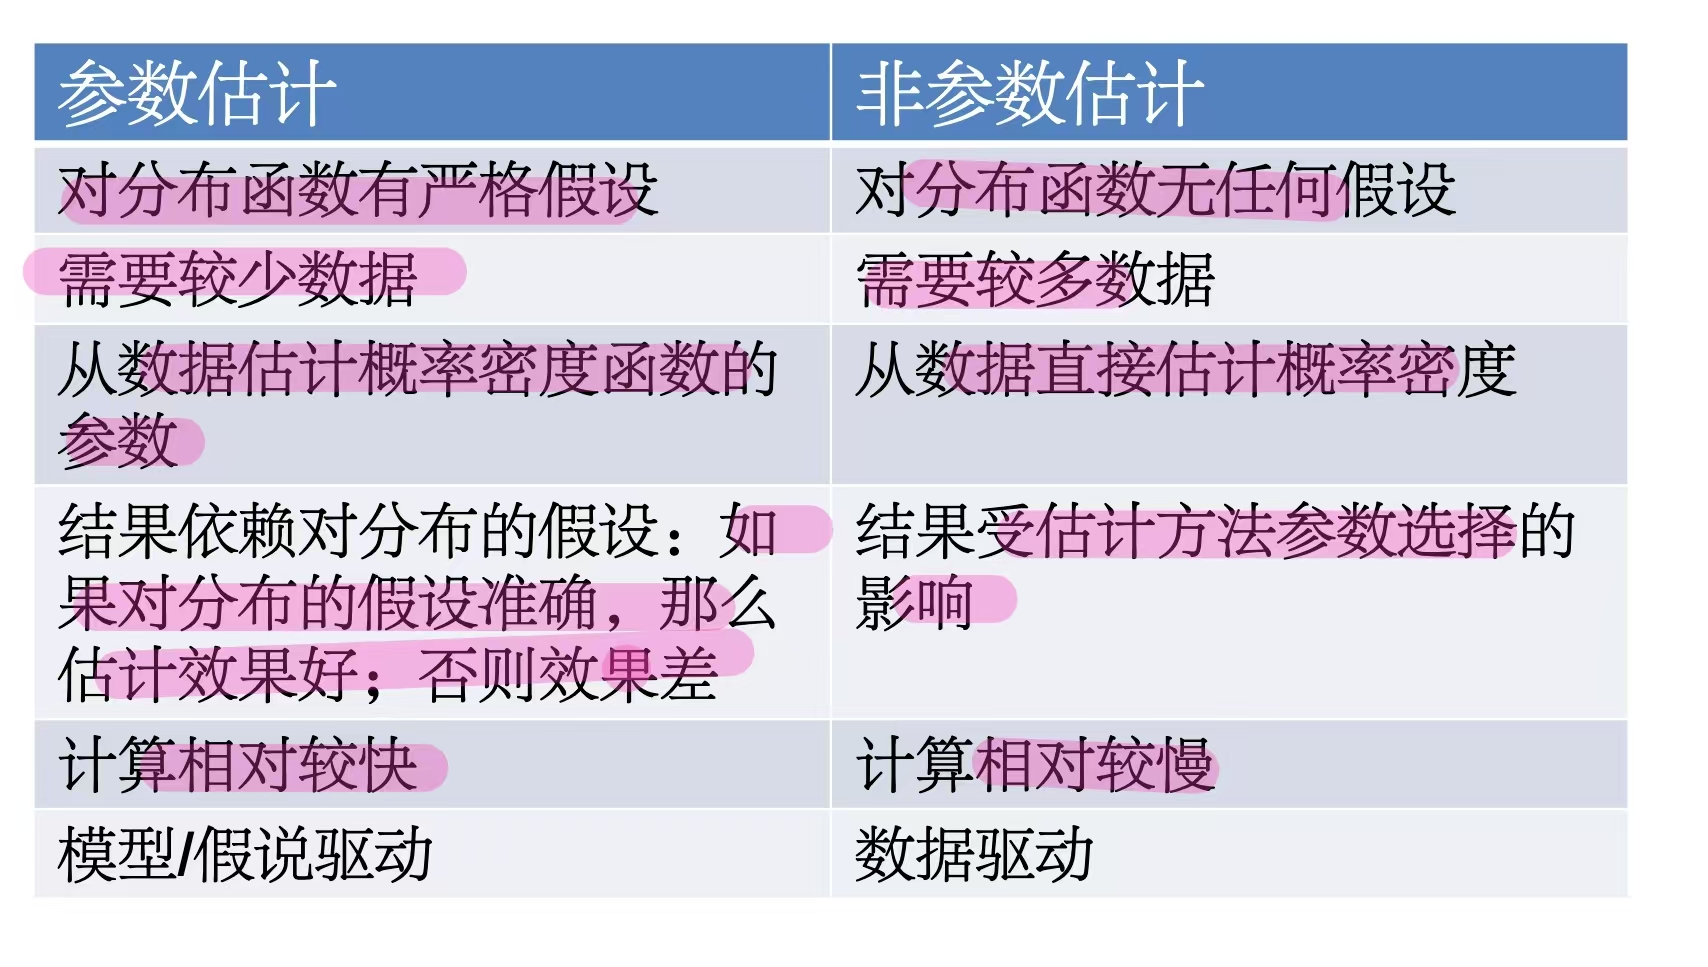 参数估计
非参数估计
对分布函数有严格假设
对分布函数无任何假设
需要较少数据
需要较多数据
从数据估计概率密度函数的
参数
从数据直接估计概率密度
结果依赖对分布的假设：如
果对分布的假设准确，那么
估计效果好；否则效果差
结果受估计方法参数选择的
影响
计算相对较快
计算相对较慢
模型/假说驱动
数据驱动